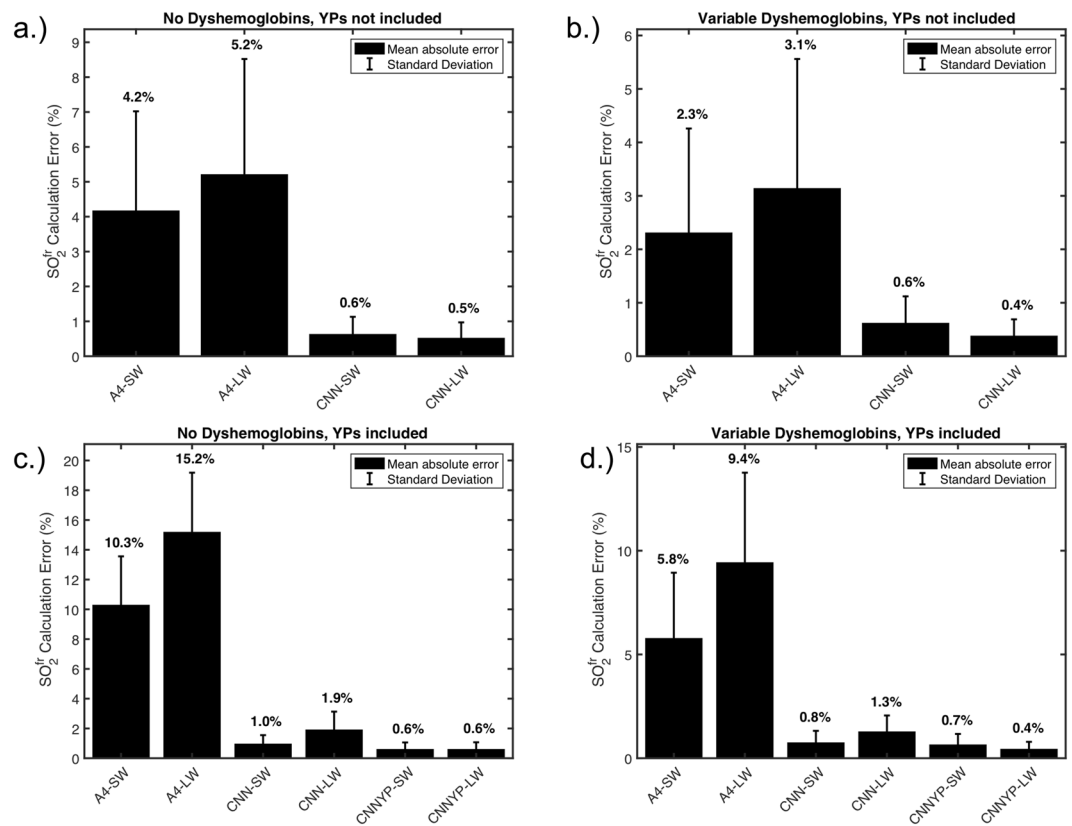 a.)
No Dyshemoglobins, YPs not included
Mean absolute error
Standard Deviation
SO₂ᶠʳ Calculation Error (%)
9
8
7
6
5
4
3
2
1
0
4.2%
5.2%
0.6%
0.5%
A4-SW
A4-LW
CNN-SW
CNN-LW
b.)
Variable Dyshemoglobins, YPs not included
Mean absolute error
Standard Deviation
SO₂ᶠʳ Calculation Error (%)
6
5
4
3
2
1
0
2.3%
3.1%
0.6%
0.4%
A4-SW
A4-LW
CNN-SW
CNN-LW
c.)
No Dyshemoglobins, YPs included
Mean absolute error
Standard Deviation
SO₂ᶠʳ Calculation Error (%)
20
18
16
14
12
10
8
6
4
2
0
10.3%
15.2%
1.0%
1.9%
0.6%
0.6%
A4-SW
A4-LW
CNN-SW
CNN-LW
CNNYP-SW
CNNYP-LW
d.)
Variable Dyshemoglobins, YPs included
Mean absolute error
Standard Deviation
SO₂ᶠʳ Calculation Error (%)
15
10
5
0
5.8%
9.4%
0.8%
1.3%
0.7%
0.4%
A4-SW
A4-LW
CNN-SW
CNN-LW
CNNYP-SW
CNNYP-LW